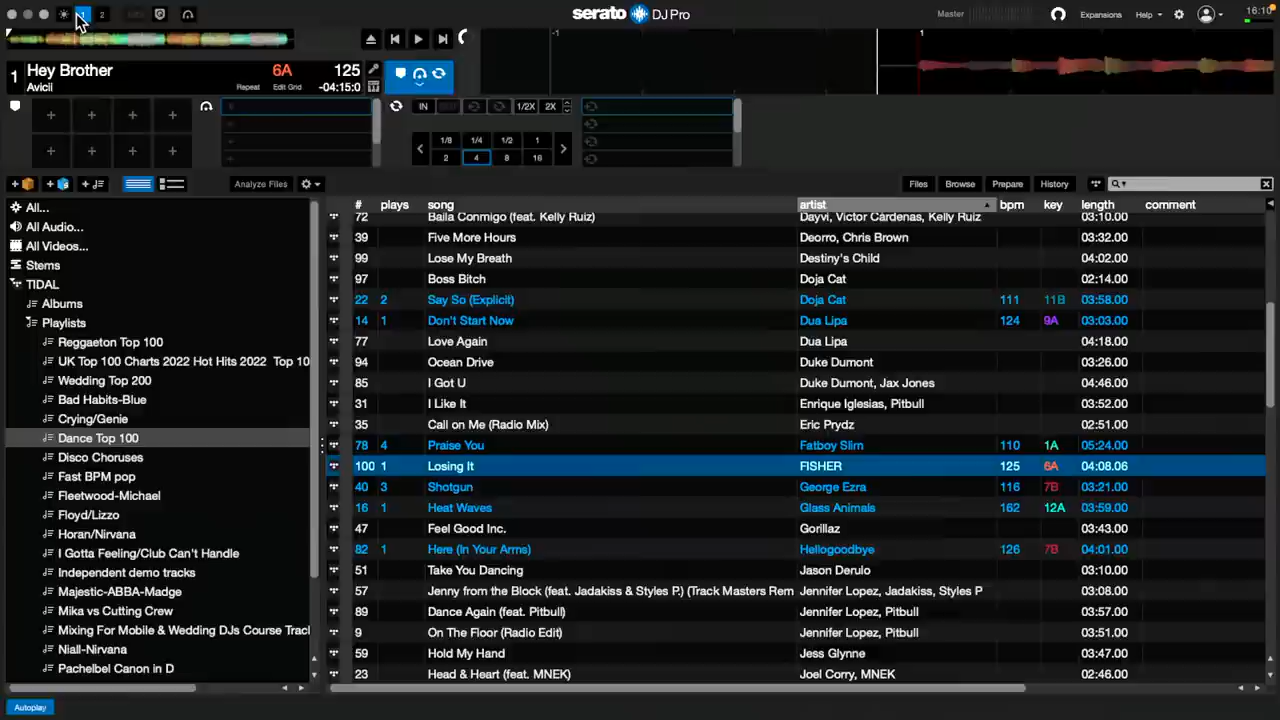 1 2
serato DJ Pro
Master
Expansions Help
16:10
-1 1
1 Hey Brother 6A 125
Avicii Repeat Edit Grid -04:15:0
IN 1/2X 2X
1/8 1/4 1/2 1
2 4 8 16
Analyze Files
Files Browse Prepare History
All...
All Audio...
All Videos...
Stems
TIDAL
Albums
Playlists
Reggaeton Top 100
UK Top 100 Charts 2022 Hot Hits 2022 Top 10
Wedding Top 200
Bad Habits-Blue
Crying/Genie
Dance Top 100
Disco Choruses
Fast BPM pop
Fleetwood-Michael
Floyd/Lizzo
Horan/Nirvana
I Gotta Feeling/Club Can't Handle
Independent demo tracks
Majestic-ABBA-Madge
Mika vs Cutting Crew
Mixing For Mobile & Wedding DJs Course Tracl
Niall-Nirvana
Pachelbel Canon in D
# plays song artist bpm key length comment
72 Baila Conmigo (feat. Kelly Ruiz) Dayvi, Victor Cárdenas, Kelly Ruiz 03:10.00
39 Five More Hours Deorro, Chris Brown 03:32.00
99 Lose My Breath Destiny's Child 04:02.00
97 Boss Bitch Doja Cat 02:14.00
22 2 Say So (Explicit) Doja Cat 111 11B 03:58.00
14 1 Don't Start Now Dua Lipa 124 9A 03:03.00
77 Love Again Dua Lipa 04:18.00
94 Ocean Drive Duke Dumont 03:26.00
85 I Got U Duke Dumont, Jax Jones 04:46.00
31 I Like It Enrique Iglesias, Pitbull 03:52.00
35 Call on Me (Radio Mix) Eric Prydz 02:51.00
78 4 Praise You Fatboy Slim 110 1A 05:24.00
100 1 Losing It FISHER 125 6A 04:08.06
40 3 Shotgun George Ezra 116 7B 03:21.00
16 1 Heat Waves Glass Animals 162 12A 03:59.00
47 Feel Good Inc. Gorillaz 03:43.00
82 1 Here (In Your Arms) Hellogoodbye 126 7B 04:01.00
51 Take You Dancing Jason Derulo 03:10.00
57 Jenny from the Block (feat. Jadakiss & Styles P.) (Track Masters Rem Jennifer Lopez, Jadakiss, Styles P 03:08.00
89 Dance Again (feat. Pitbull) Jennifer Lopez, Pitbull 03:57.00
9 On The Floor (Radio Edit) Jennifer Lopez, Pitbull 03:51.00
59 Hold My Hand Jess Glynne 03:47.00
23 Head & Heart (feat. MNEK) Joel Corry, MNEK 02:46.00
Autoplay